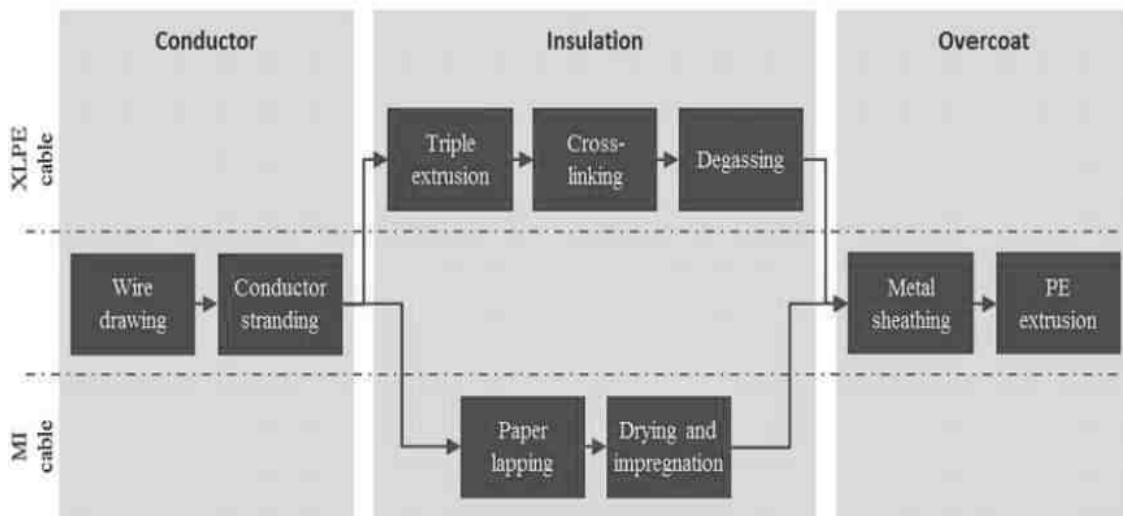 Conductor
Insulation
Overcoat
XLPE
cable
Triple
extrusion
Cross-
linking
Degassing
Wire
drawing
Conductor
stranding
Metal
sheathing
PE
extrusion
MI
cable
Paper
lapping
Drying and
impregnation